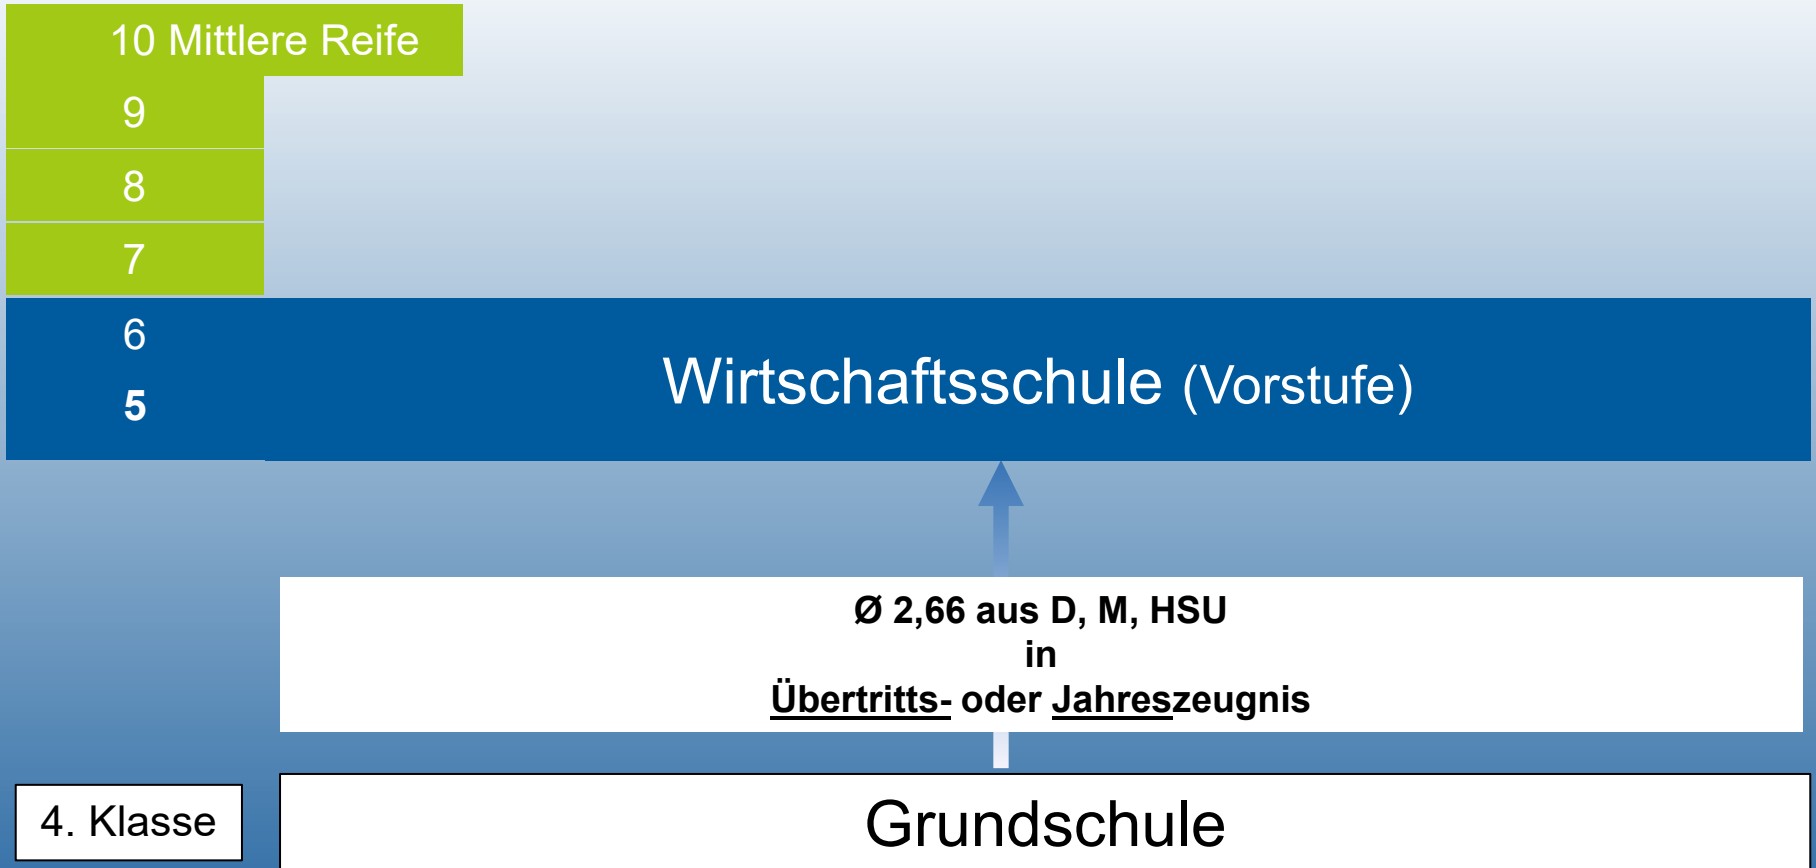 10 Mittlere Reife
9
8
7
6
5
Wirtschaftsschule (Vorstufe)
Ø 2,66 aus D, M, HSU
in
Übertritts- oder Jahreszeugnis
4. Klasse
Grundschule